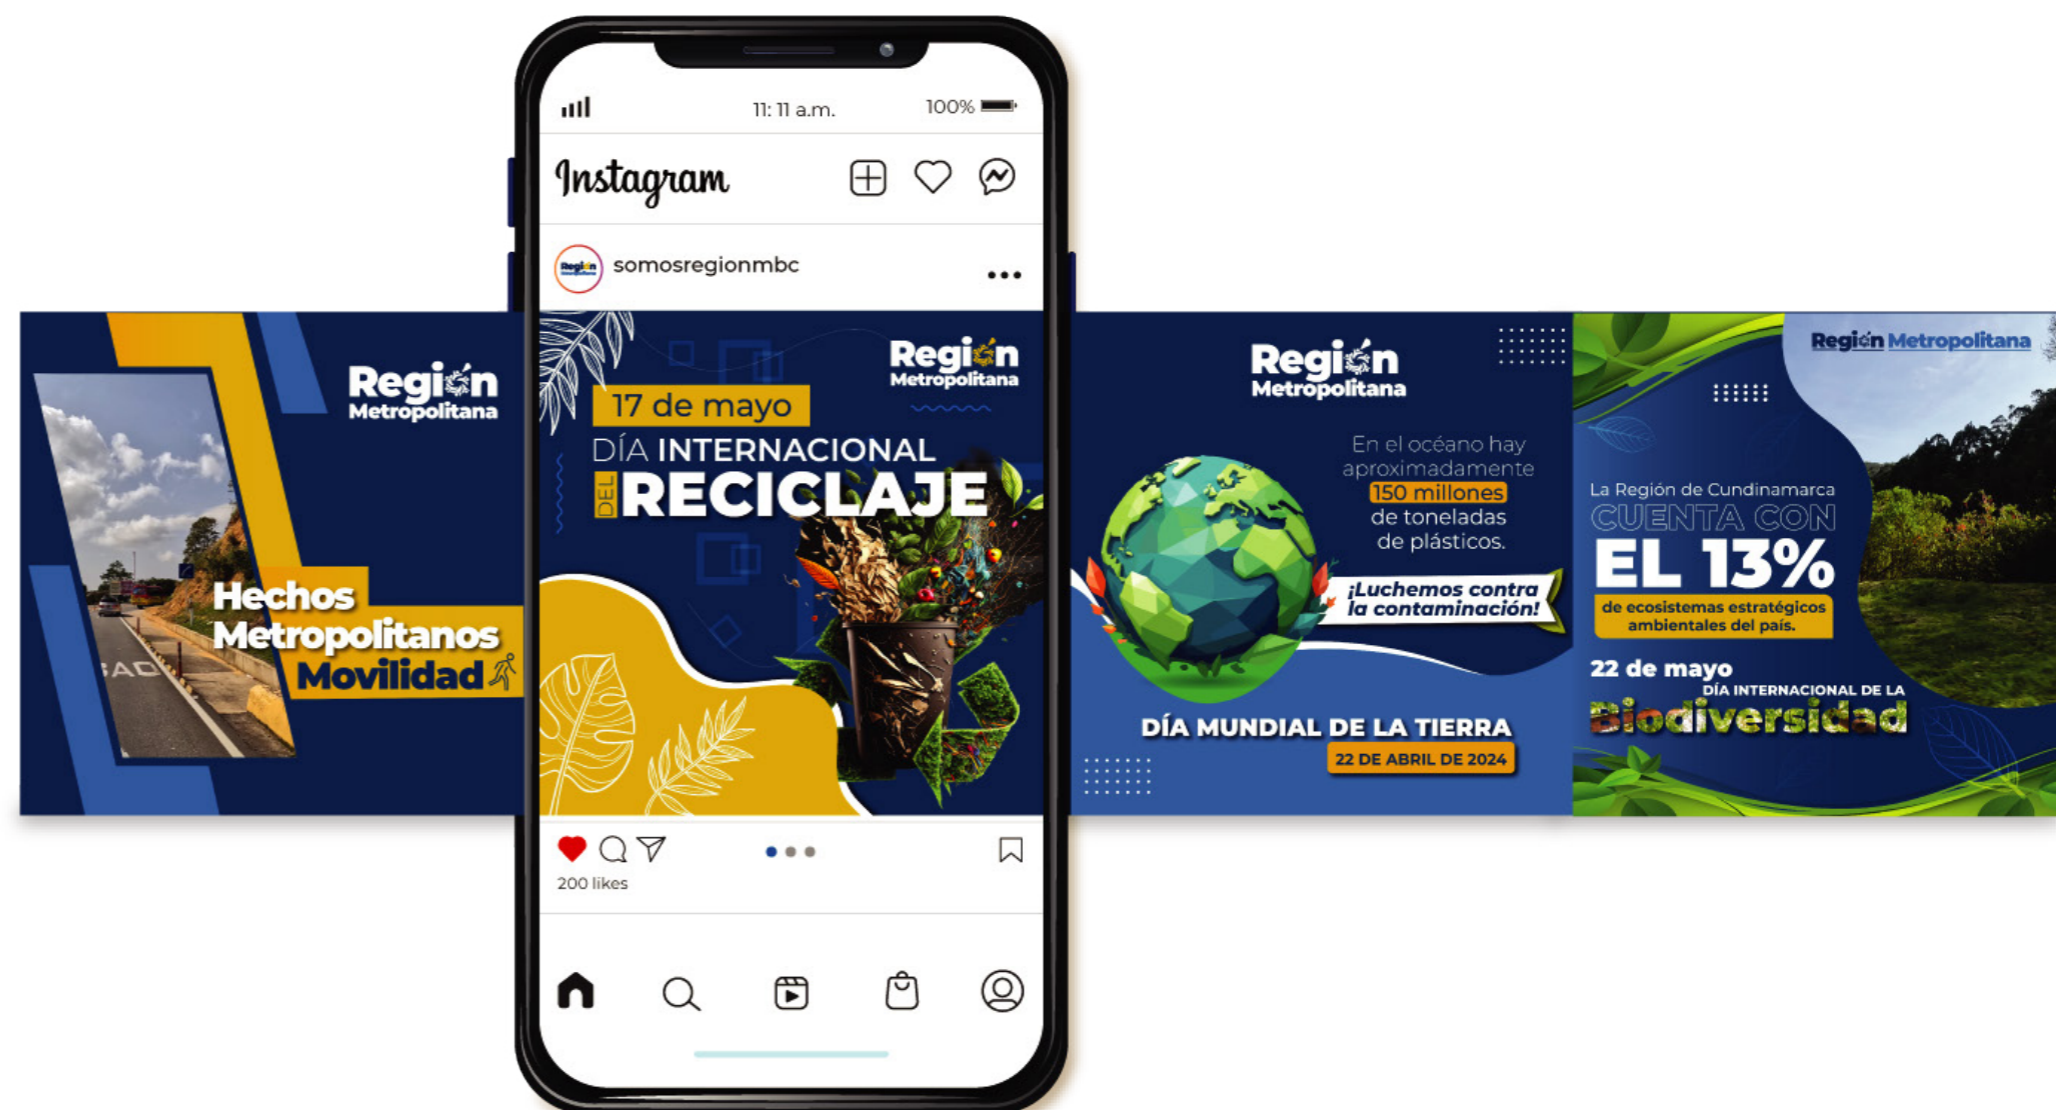 11: 11 a.m.
100%
Instagram
Región
somosregionmbc
Región
Metropolitana
Hechos
Metropolitanos
Movilidad
Región
Metropolitana
17 de mayo
DÍA INTERNACIONAL
DEL RECICLAJE
200 likes
Región
Metropolitana
En el océano hay
aproximadamente
150 millones
de toneladas
de plásticos.
¡Luchemos contra
la contaminación!
DÍA MUNDIAL DE LA TIERRA
22 DE ABRIL DE 2024
Región Metropolitana
La Región de Cundinamarca
CUENTA CON
EL 13%
de ecosistemas estratégicos
ambientales del país.
22 de mayo
DÍA INTERNACIONAL DE LA
Biodiversidad